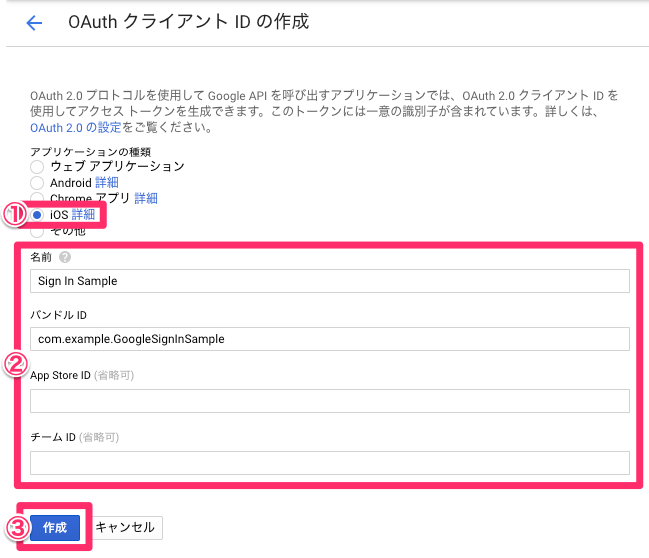 OAuth クライアント ID の作成
OAuth 2.0 プロトコルを使用して Google API を呼び出すアプリケーションでは、OAuth 2.0 クライアント ID を
使用してアクセス トークンを生成できます。このトークンには一意の識別子が含まれています。詳しくは、
OAuth 2.0 の設定をご覧ください。
アプリケーションの種類
ウェブ アプリケーション
Android 詳細
Chrome アプリ 詳細
① iOS 詳細
その他
名前 ?
Sign In Sample
バンドル ID
com.example.GoogleSignInSample
②
App Store ID (省略可)
チーム ID (省略可)
③ 作成 キャンセル